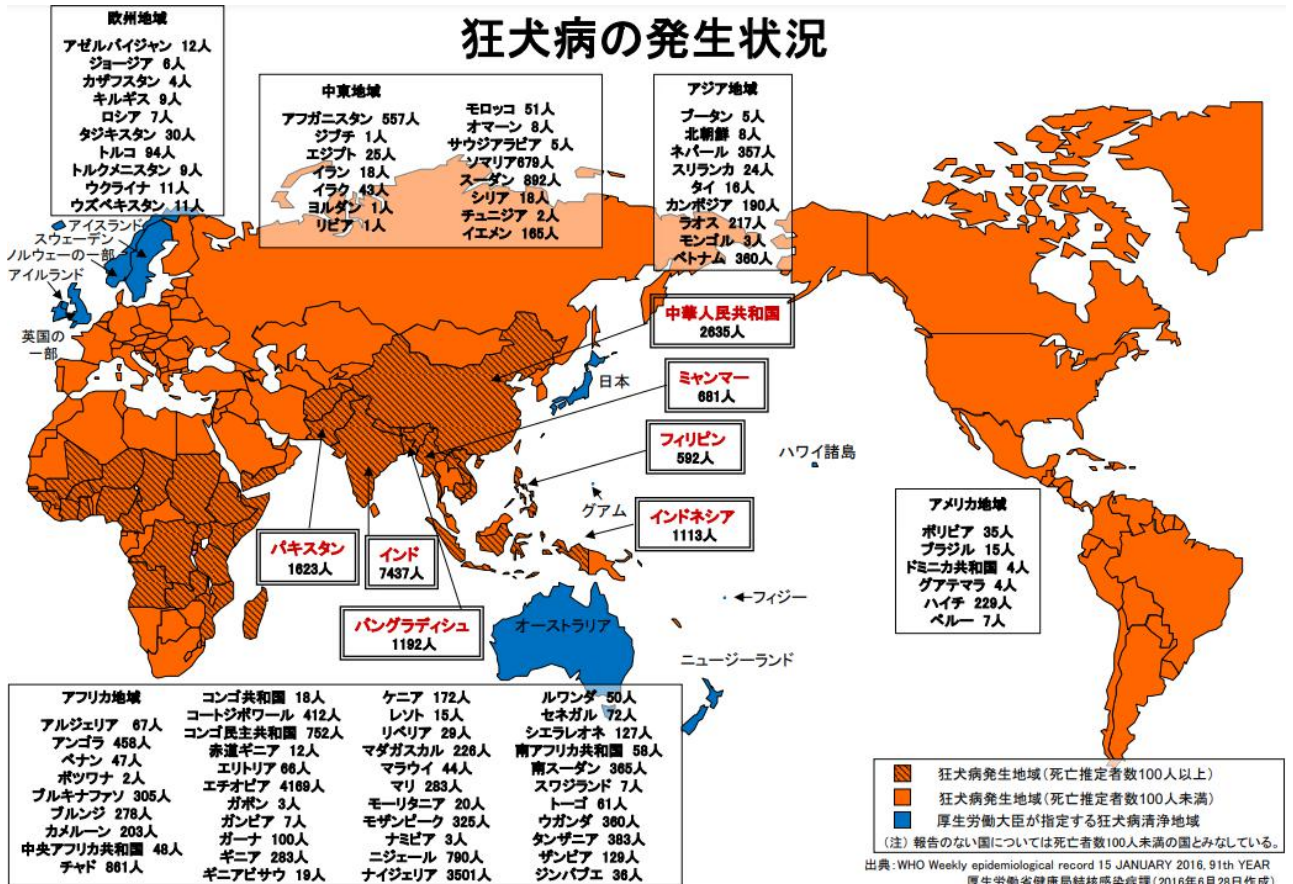 狂犬病の発生状況
欧州地域
アゼルバイジャン 12人
ジョージア 6人
カザフスタン 4人
キルギス 9人
ロシア 7人
タジキスタン 30人
トルコ 94人
トルクメニスタン 9人
ウクライナ 11人
ウズベキスタン 11人
中東地域
アフガニスタン 557人
ジブチ 1人
エジプト 25人
イラン 18人
イラク 43人
ヨルダン 1人
リビア 1人
モロッコ 51人
オマーン 8人
サウジアラビア 5人
ソマリア679人
スーダン 892人
シリア 18人
チュニジア 2人
イエメン 165人
アジア地域
ブータン 5人
北朝鮮 8人
ネパール 357人
スリランカ 24人
タイ 16人
カンボジア 190人
ラオス 217人
モンゴル 3人
ベトナム 360人
アイスランド
スウェーデン
ノルウェーの一部
アイルランド
英国の
一部
中華人民共和国
2635人
日本
ミャンマー
681人
フィリピン
592人
ハワイ諸島
グアム
インドネシア
1113人
パキスタン
1623人
インド
7437人
バングラディシュ
1192人
オーストラリア
フィジー
ニュージーランド
アメリカ地域
ボリビア 35人
ブラジル 15人
ドミニカ共和国 4人
グアテマラ 4人
ハイチ 229人
ペルー 7人
アフリカ地域
アルジェリア 67人
アンゴラ 458人
ベナン 47人
ボツワナ 2人
ブルキナファソ 305人
ブルンジ 278人
カメルーン 203人
中央アフリカ共和国 48人
チャド 861人
コンゴ共和国 18人
コートジボワール 412人
コンゴ民主共和国 752人
赤道ギニア 12人
エリトリア 66人
エチオピア 4169人
ガボン 3人
ガンビア 7人
ガーナ 100人
ギニア 283人
ギニアビサウ 19人
ケニア 172人
レソト 15人
リベリア 29人
マダガスカル 226人
マラウイ 44人
マリ 283人
モーリタニア 20人
モザンビーク 325人
ナミビア 3人
ニジェール 790人
ナイジェリア 3501人
ルワンダ 50人
セネガル 72人
シエラレオネ 127人
南アフリカ共和国 58人
南スーダン 365人
スワジランド 7人
トーゴ 61人
ウガンダ 360人
タンザニア 383人
ザンビア 129人
ジンバブエ 36人
狂犬病発生地域(死亡推定者数100人以上)
狂犬病発生地域(死亡推定者数100人未満)
厚生労働大臣が指定する狂犬病清浄地域
(注) 報告のない国については死亡者数100人未満の国とみなしている。
出典:WHO Weekly epidemiological record 15 JANUARY 2016, 91th YEAR
厚生労働省健康局結核感染症課(2016年6月28日作成)